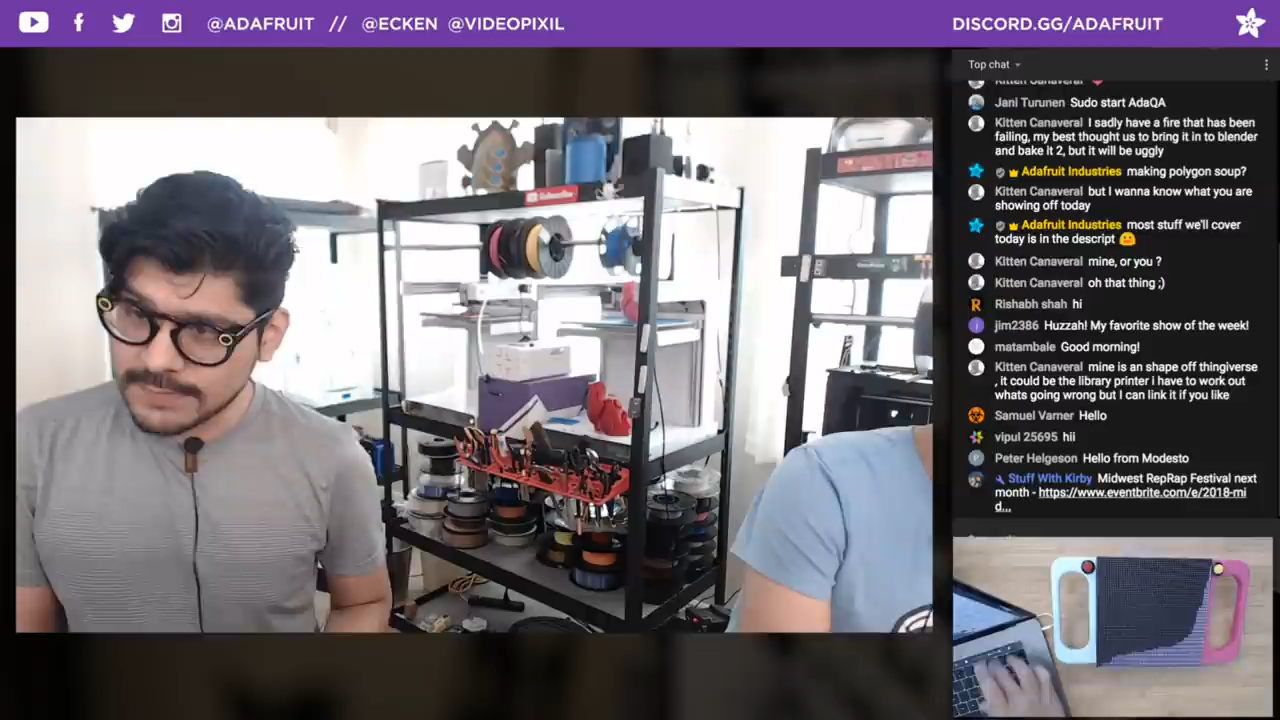 @ADAFRUIT // @ECKEN @VIDEOPIXIL
DISCORD.GG/ADAFRUIT
Top chat
Kitten Canaveral
Jani Turunen Sudo start AdaQA
Kitten Canaveral I sadly have a fire that has been
failing, my best thought us to bring it in to blender
and bake it 2, but it will be uggly
Adafruit Industries making polygon soup?
Kitten Canaveral but I wanna know what you are
showing off today
Adafruit Industries most stuff we'll cover
today is in the descript
Kitten Canaveral mine, or you ?
Kitten Canaveral oh that thing ;)
Rishabh shah hi
jim2386 Huzzah! My favorite show of the week!
matambale Good morning!
Kitten Canaveral mine is an shape off thingiverse
, it could be the library printer i have to work out
whats going wrong but I can link it if you like
Samuel Varner Hello
vipul 25695 hii
Peter Helgeson Hello from Modesto
Stuff With Kirby Midwest RepRap Festival next
month - https://www.eventbrite.com/e/2018-mi
d...